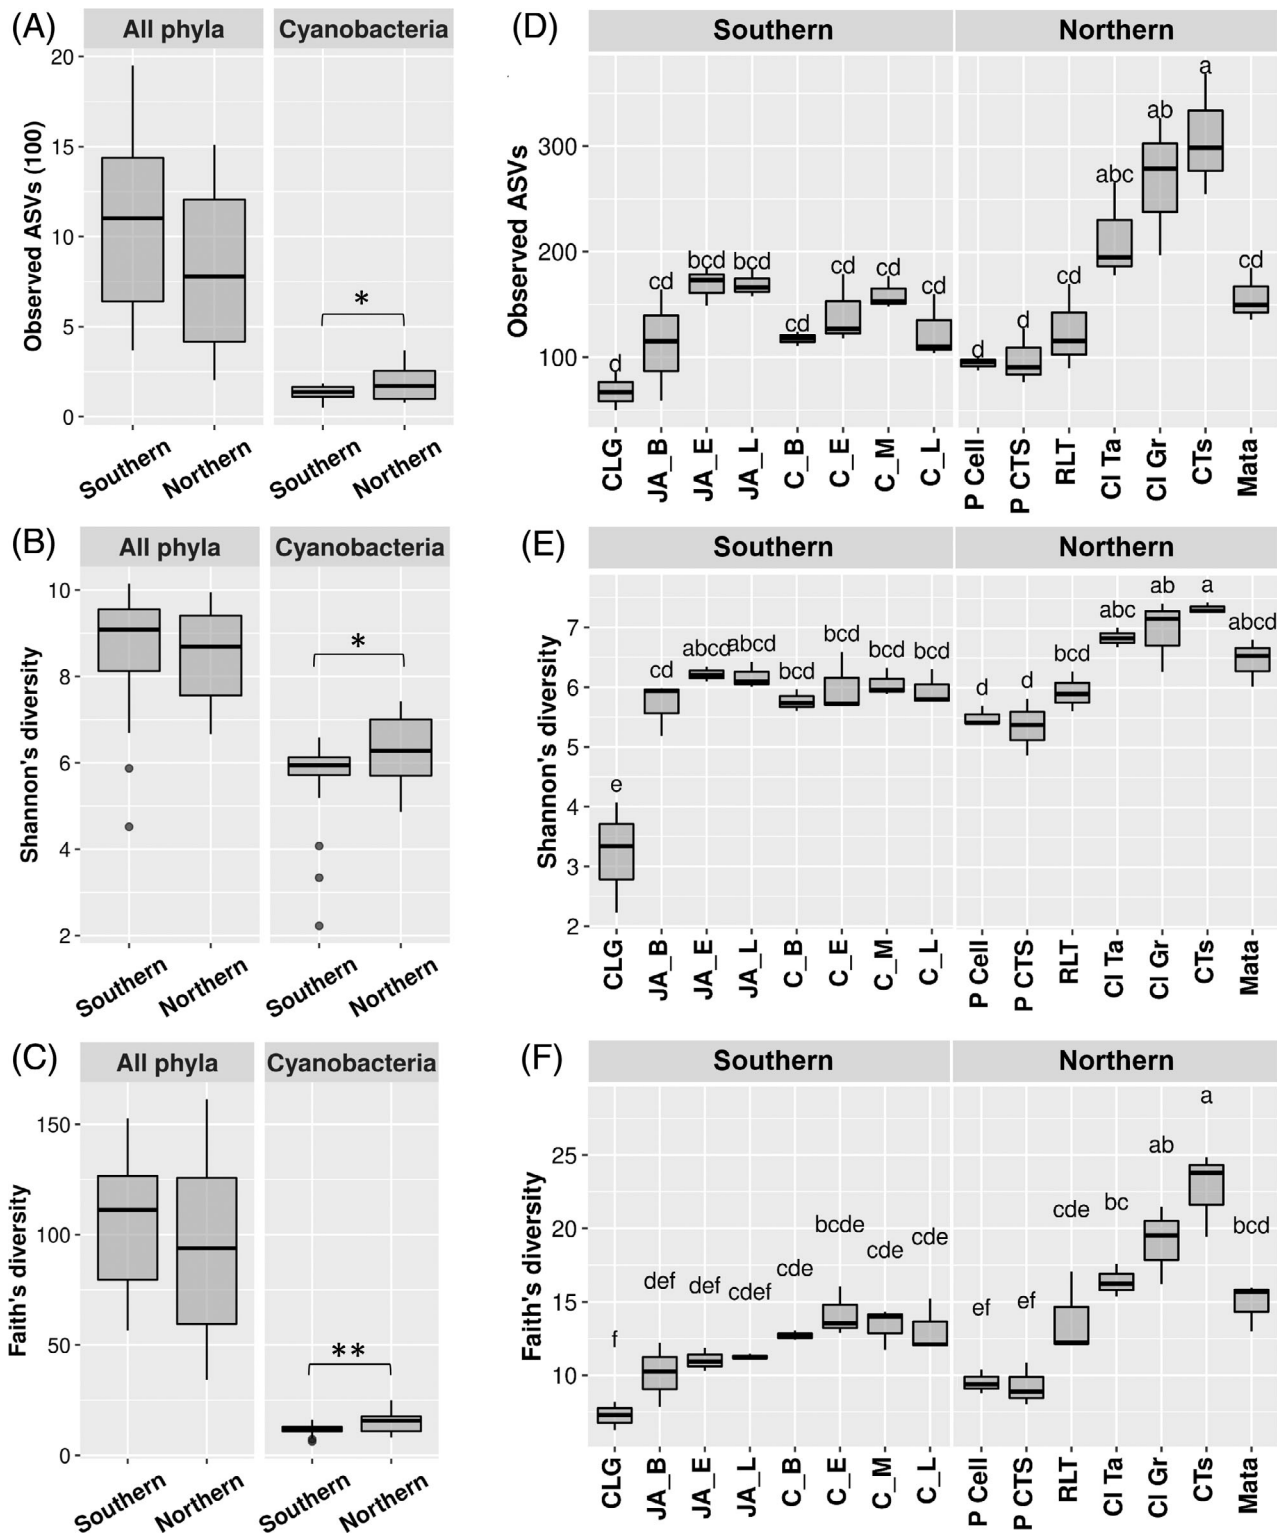 (A)
All phyla
Cyanobacteria
Observed ASVs (100)
20
15
10
5
0
*
Southern
Northern
Southern
Northern
(B)
All phyla
Cyanobacteria
Shannon's diversity
10
8
6
4
2
*
Southern
Northern
Southern
Northern
(C)
All phyla
Cyanobacteria
Faith's diversity
150
100
50
0
**
Southern
Northern
Southern
Northern
(D)
Southern
Northern
Observed ASVs
300
200
100
d
cd
bcd
bcd
cd
cd
cd
cd
d
d
cd
abc
ab
a
cd
CLG
JA_B
JA_E
JA_L
C_B
C_E
C_M
C_L
P Cell
P CTS
RLT
Cl Ta
Cl Gr
CTs
Mata
(E)
Southern
Northern
Shannon's diversity
7
6
5
4
3
2
e
cd
abcd
abcd
bcd
bcd
bcd
bcd
d
d
bcd
abc
ab
a
abcd
CLG
JA_B
JA_E
JA_L
C_B
C_E
C_M
C_L
P Cell
P CTS
RLT
Cl Ta
Cl Gr
CTs
Mata
(F)
Southern
Northern
Faith's diversity
25
20
15
10
f
def
def
cdef
cde
bcde
cde
cde
ef
ef
cde
bc
ab
a
bcd
CLG
JA_B
JA_E
JA_L
C_B
C_E
C_M
C_L
P Cell
P CTS
RLT
Cl Ta
Cl Gr
CTs
Mata